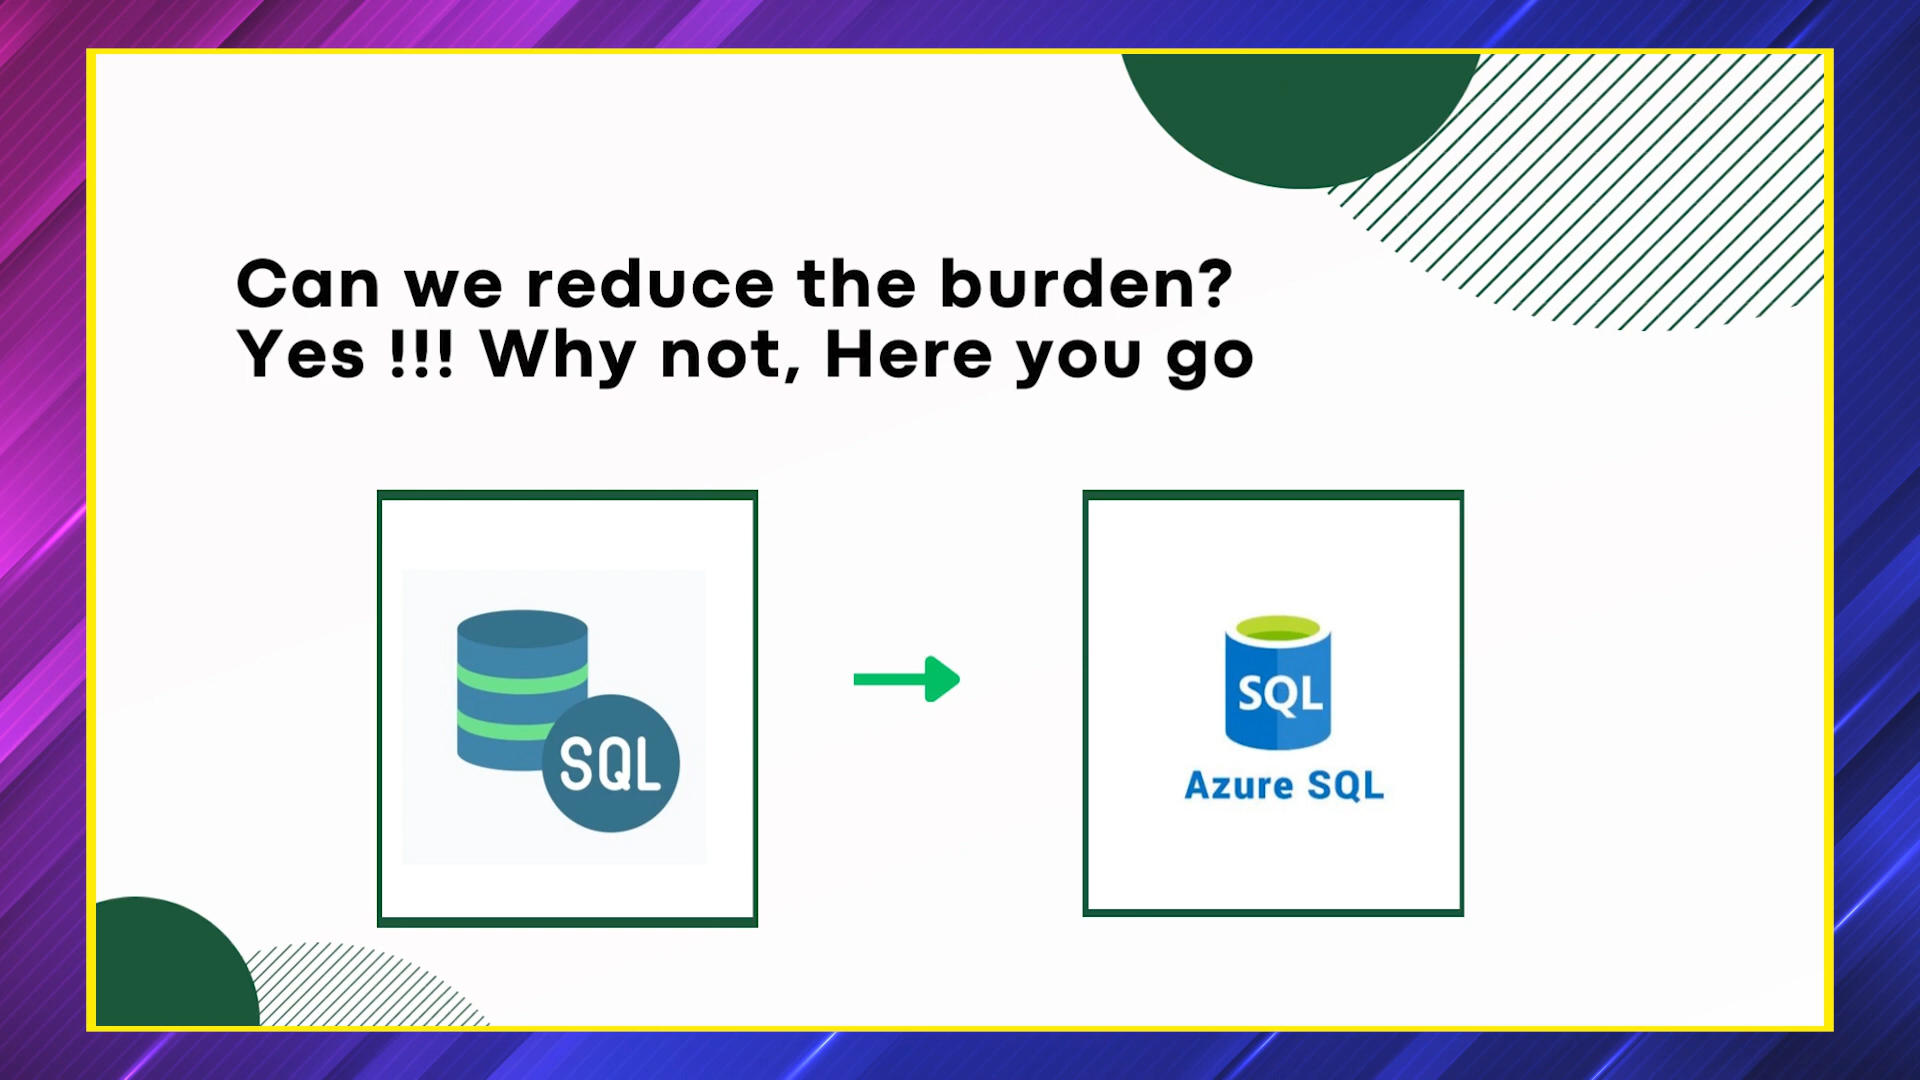 Can we reduce the burden?
Yes !!! Why not, Here you go
SQL
SQL
Azure SQL